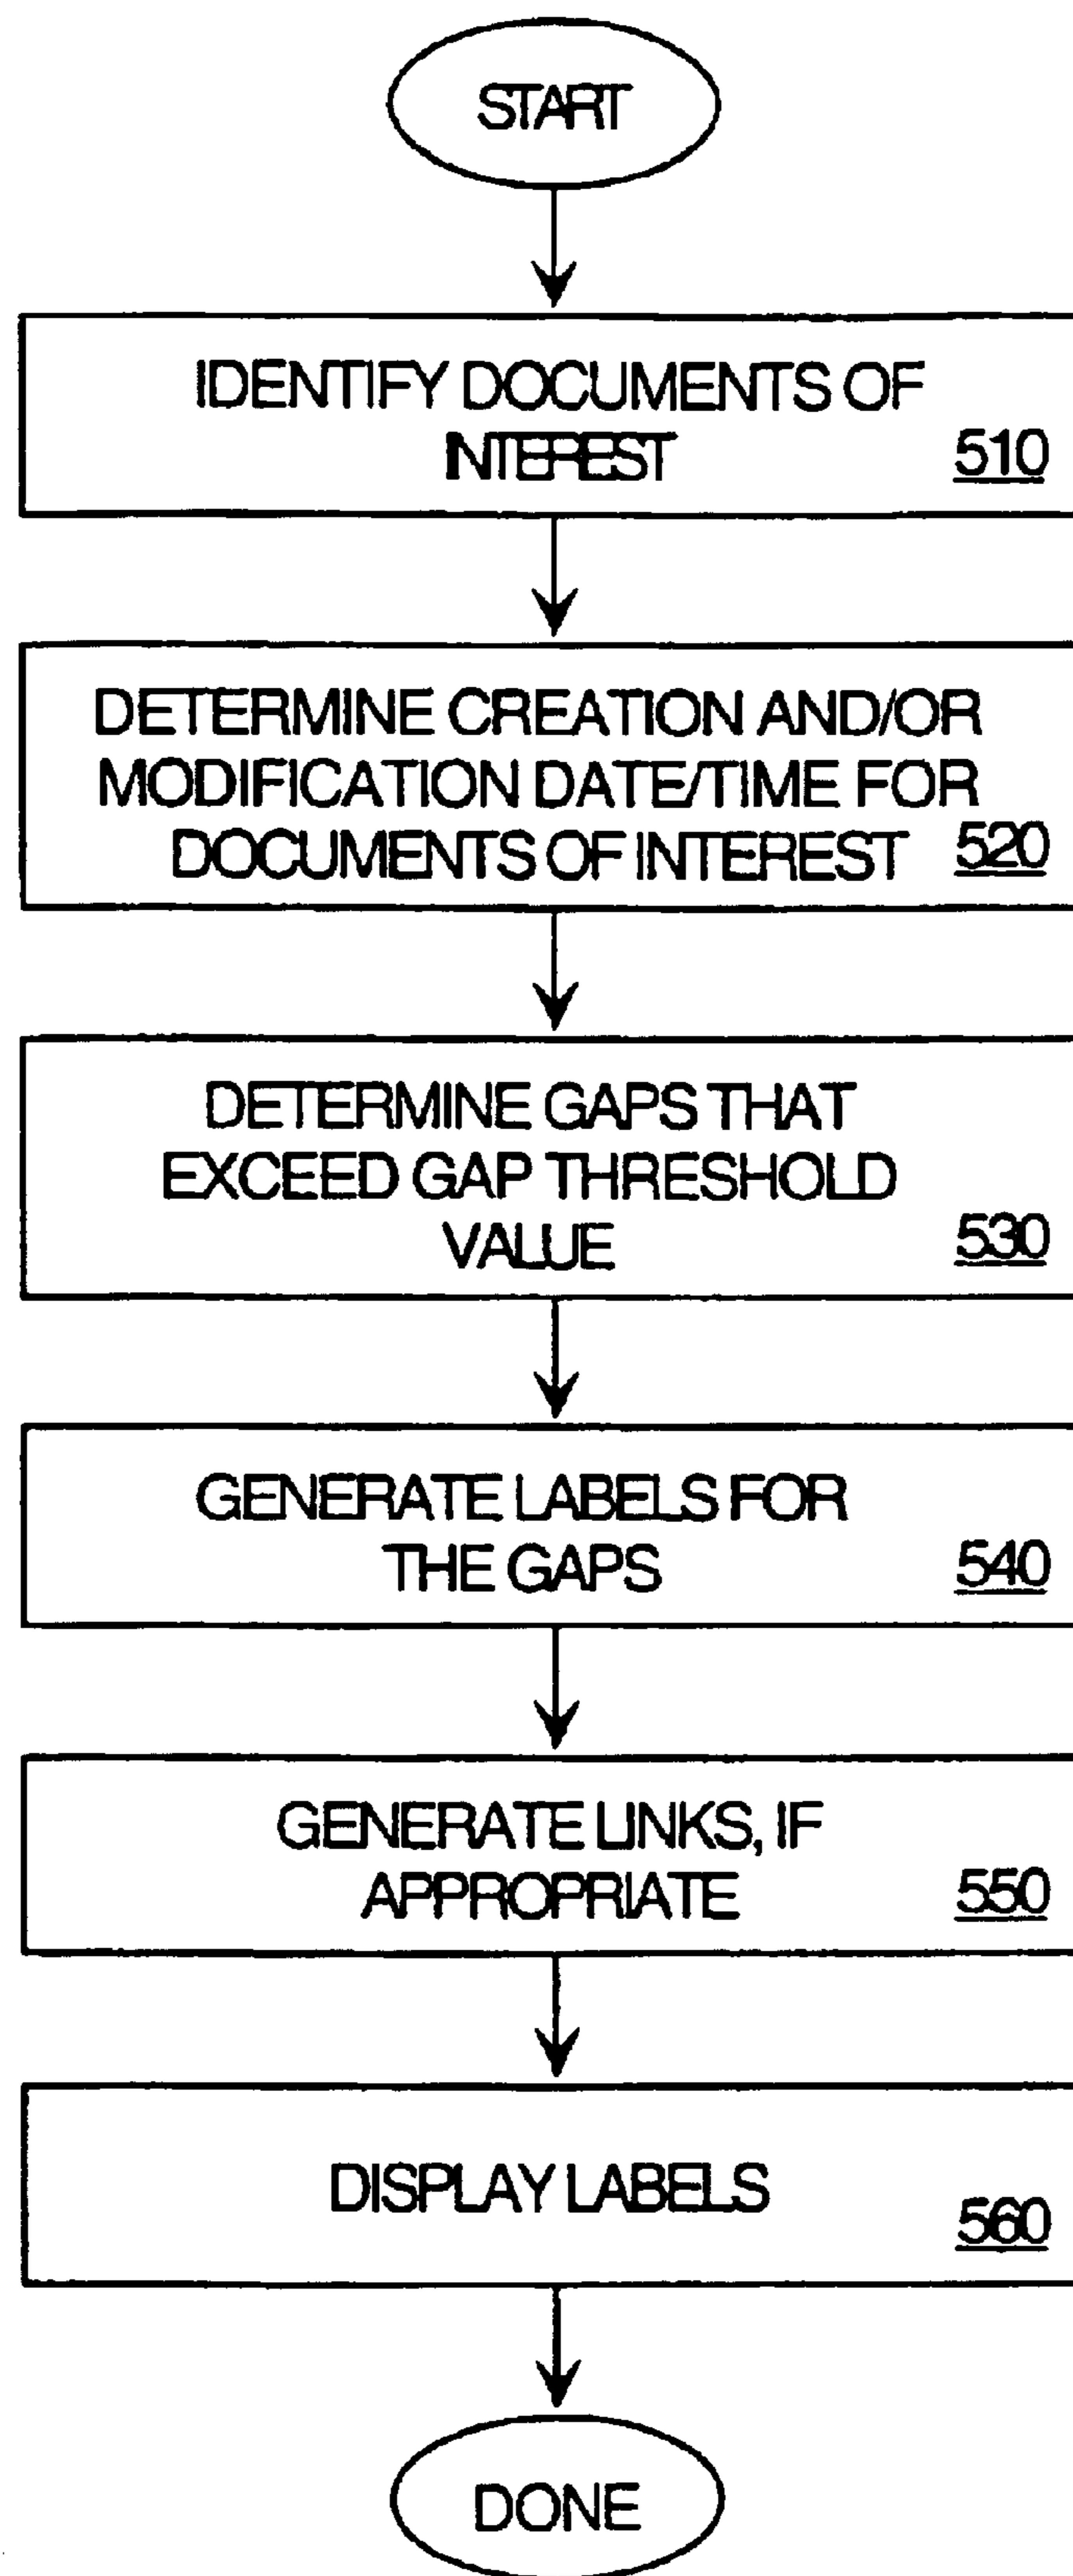 START
IDENTIFY DOCUMENTS OF
INTEREST
510
DETERMINE CREATION AND/OR
MODIFICATION DATE/TIME FOR
DOCUMENTS OF INTEREST
520
DETERMINE GAPS THAT
EXCEED GAP THRESHOLD
VALUE
530
GENERATE LABELS FOR
THE GAPS
540
GENERATE LINKS, IF
APPROPRIATE
550
DISPLAY LABELS
560
DONE